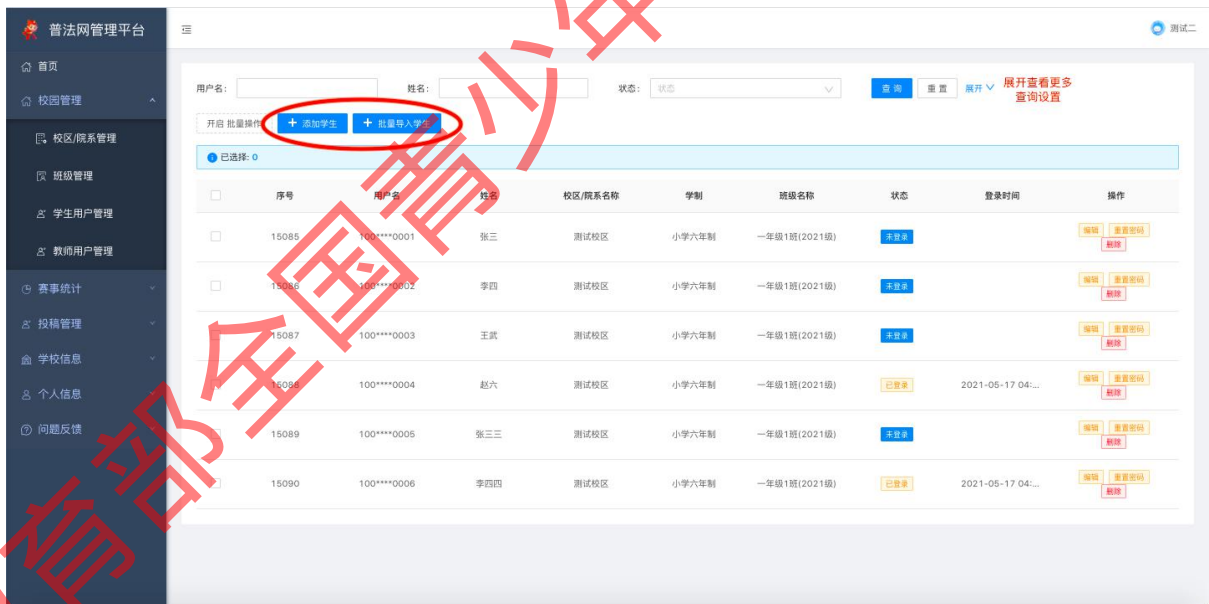 普法网管理平台
测试二
首页
校园管理
校区/院系管理
班级管理
学生用户管理
教师用户管理
赛事统计
投稿管理
学校信息
个人信息
问题反馈
用户名: 姓名: 状态: 状态 查询 重置 展开 展开查看更多
查询设置
开启 批量操作 + 添加学生 + 批量导入学生
已选择: 0
序号 用户名 姓名 校区/院系名称 学制 班级名称 状态 登录时间 操作
15085 100****0001 张三 测试校区 小学六年制 一年级1班(2021级) 未登录 编辑 重置密码
删除
15086 100****0002 李四 测试校区 小学六年制 一年级1班(2021级) 未登录 编辑 重置密码
删除
15087 100****0003 王武 测试校区 小学六年制 一年级1班(2021级) 未登录 编辑 重置密码
删除
15088 100****0004 赵六 测试校区 小学六年制 一年级1班(2021级) 已登录 2021-05-17 04:... 编辑 重置密码
删除
15089 100****0005 张三三 测试校区 小学六年制 一年级1班(2021级) 未登录 编辑 重置密码
删除
15090 100****0006 李四四 测试校区 小学六年制 一年级1班(2021级) 已登录 2021-05-17 04:... 编辑 重置密码
删除
育部全国青少年